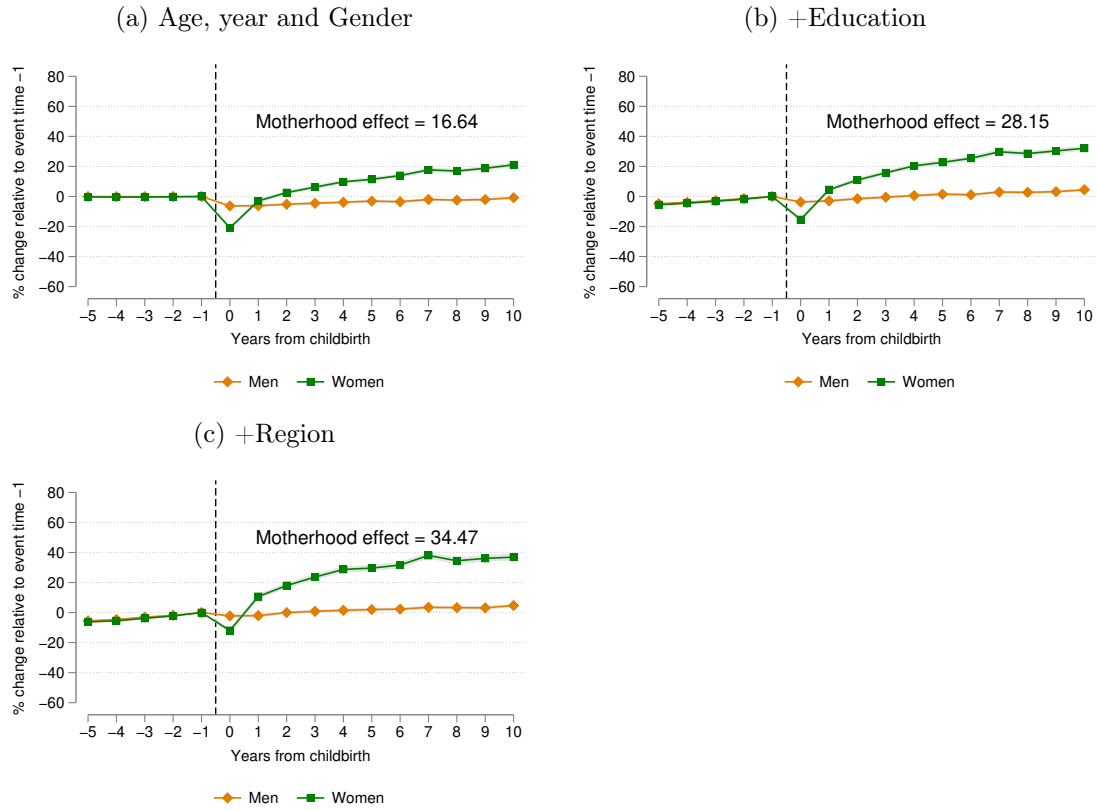 (a) Age, year and Gender
% change relative to event time −1
80
60
40
20
0
−20
−40
−60
Motherhood effect = 16.64
−5 −4 −3 −2 −1 0 1 2 3 4 5 6 7 8 9 10
Years from childbirth
Men Women
(b) +Education
% change relative to event time −1
80
60
40
20
0
−20
−40
−60
Motherhood effect = 28.15
−5 −4 −3 −2 −1 0 1 2 3 4 5 6 7 8 9 10
Years from childbirth
Men Women
(c) +Region
% change relative to event time −1
80
60
40
20
0
−20
−40
−60
Motherhood effect = 34.47
−5 −4 −3 −2 −1 0 1 2 3 4 5 6 7 8 9 10
Years from childbirth
Men Women